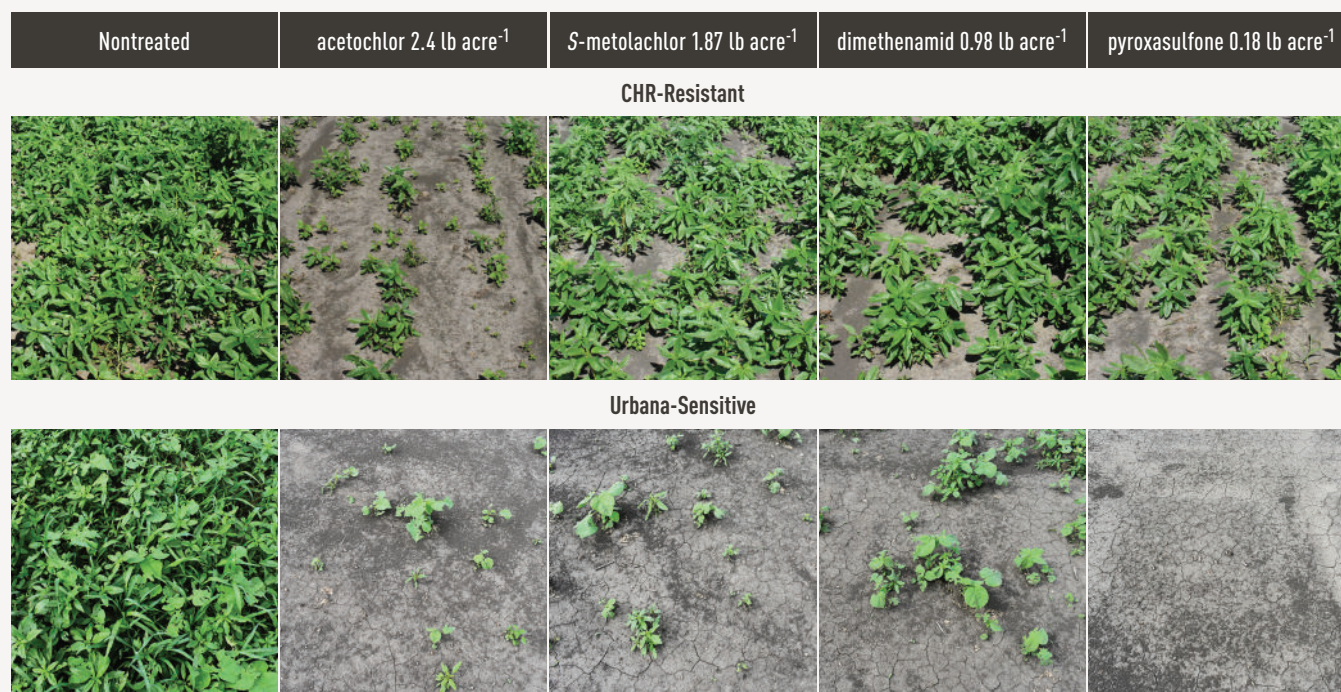 Nontreated
acetochlor 2.4 lb acre⁻¹
S-metolachlor 1.87 lb acre⁻¹
dimethenamid 0.98 lb acre⁻¹
pyroxasulfone 0.18 lb acre⁻¹
CHR-Resistant
Urbana-Sensitive